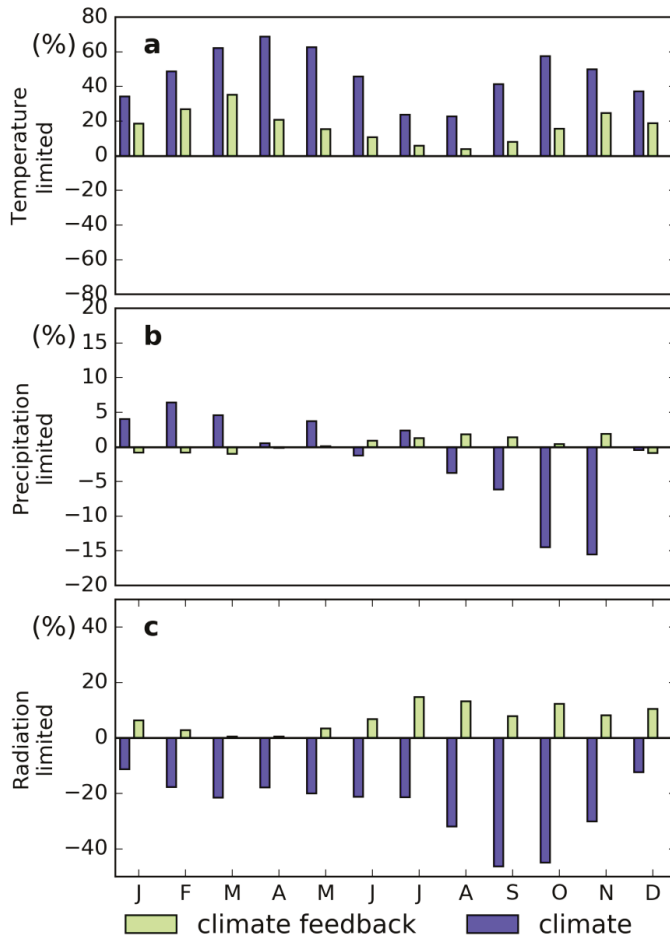 80
(%) a
60
40
20
0
−20
−40
−60
−80
Temperature
limited
20
(%) b
15
10
5
0
−5
−10
−15
−20
Precipitation
limited
(%) c
40
20
0
−20
−40
Radiation
limited
J F M A M J J A S O N D
climate feedback climate